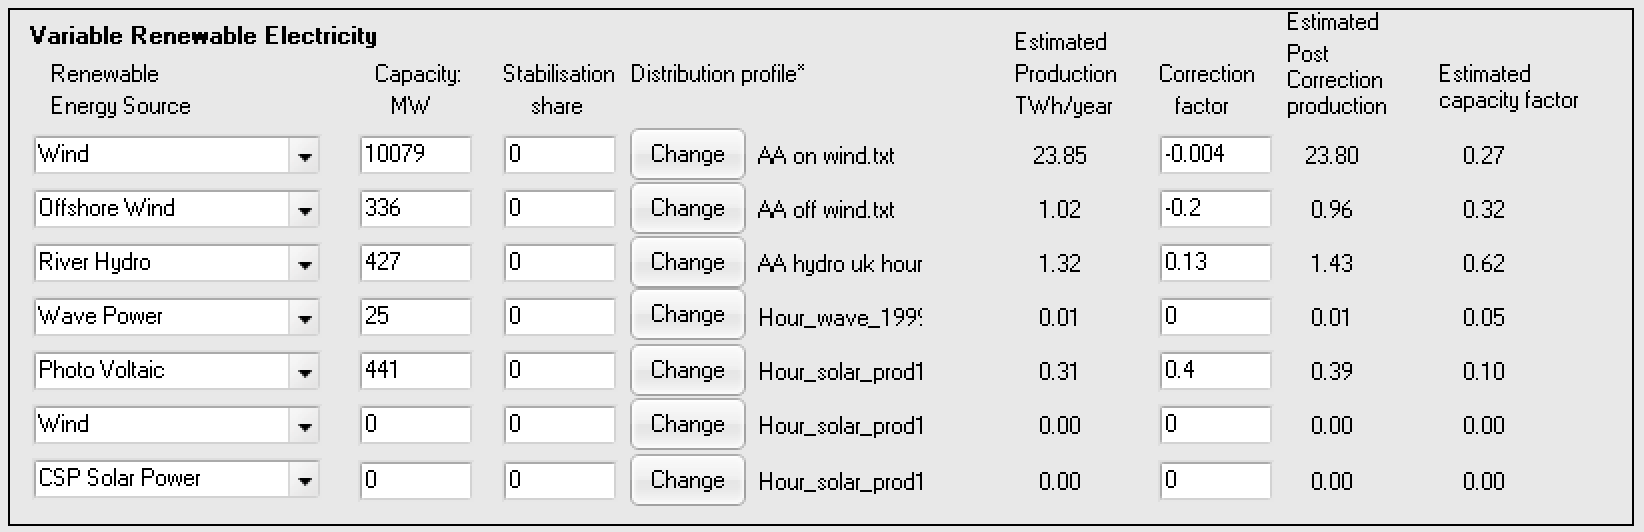 Variable Renewable Electricity
Renewable Energy Source
Capacity: MW
Stabilisation share
Distribution profile*
Estimated Production TWh/year
Correction factor
Estimated Post Correction production
Estimated capacity factor
Wind 10079 0 Change AA on wind.txt 23.85 -0.004 23.80 0.27
Offshore Wind 336 0 Change AA off wind.txt 1.02 -0.2 0.96 0.32
River Hydro 427 0 Change AA hydro uk hour 1.32 0.13 1.43 0.62
Wave Power 25 0 Change Hour_wave_1999 0.01 0 0.01 0.05
Photo Voltaic 441 0 Change Hour_solar_prod1 0.31 0.4 0.39 0.10
Wind 0 0 Change Hour_solar_prod1 0.00 0 0.00 0.00
CSP Solar Power 0 0 Change Hour_solar_prod1 0.00 0 0.00 0.00